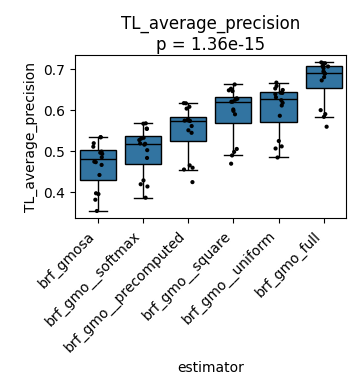 TL_average_precision
p = 1.36e-15
TL_average_precision
0.7
0.6
0.5
0.4
brf_gmosa
brf_gmo__softmax
brf_gmo__precomputed
brf_gmo__square
brf_gmo__uniform
brf_gmo_full
estimator